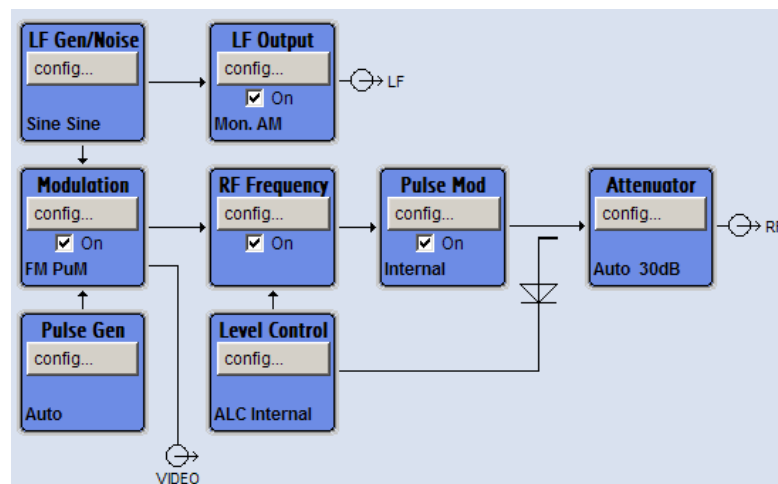 LF Gen/Noise
config...
Sine Sine
LF Output
config...
On
Mon. AM
LF
Modulation
config...
On
FM PuM
RF Frequency
config...
On
Pulse Mod
config...
On
Internal
Attenuator
config...
Auto 30dB
RF
Pulse Gen
config...
Auto
Level Control
config...
ALC Internal
VIDEO